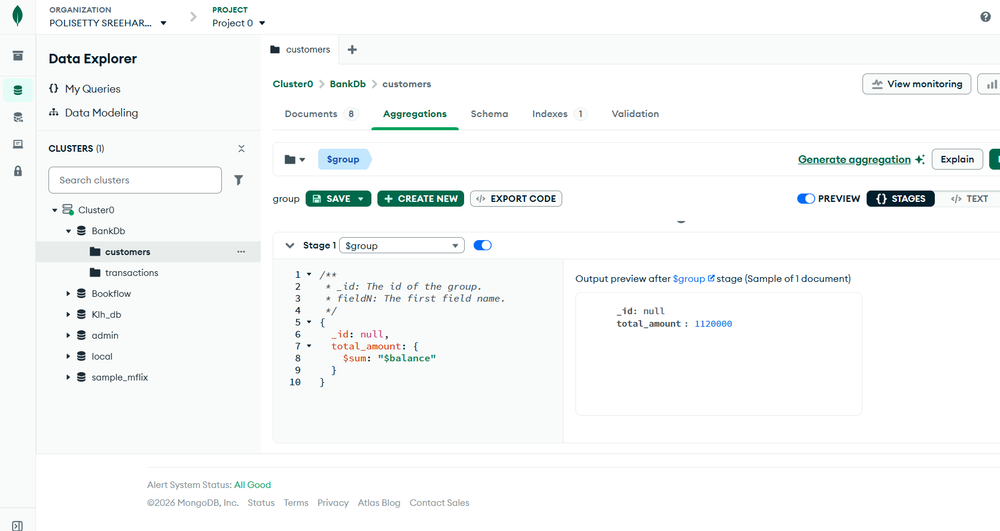 ORGANIZATION
POLISETTY SREEHAR...
PROJECT
Project 0
Data Explorer
My Queries
Data Modeling
CLUSTERS (1)
Search clusters
Cluster0
BankDb
customers
transactions
Bookflow
Klh_db
admin
local
sample_mflix
customers
Cluster0 > BankDb > customers
View monitoring
Documents 8 Aggregations Schema Indexes 1 Validation
$group
Generate aggregation Explain
group SAVE + CREATE NEW </> EXPORT CODE
PREVIEW {} STAGES </> TEXT
Stage 1 $group
1 /**
2  * _id: The id of the group.
3  * fieldN: The first field name.
4  */
5 {
6   _id: null,
7   total_amount: {
8     $sum: "$balance"
9   }
10 }
Output preview after $group stage (Sample of 1 document)
_id: null
total_amount : 1120000
Alert System Status: All Good
©2026 MongoDB, Inc. Status Terms Privacy Atlas Blog Contact Sales